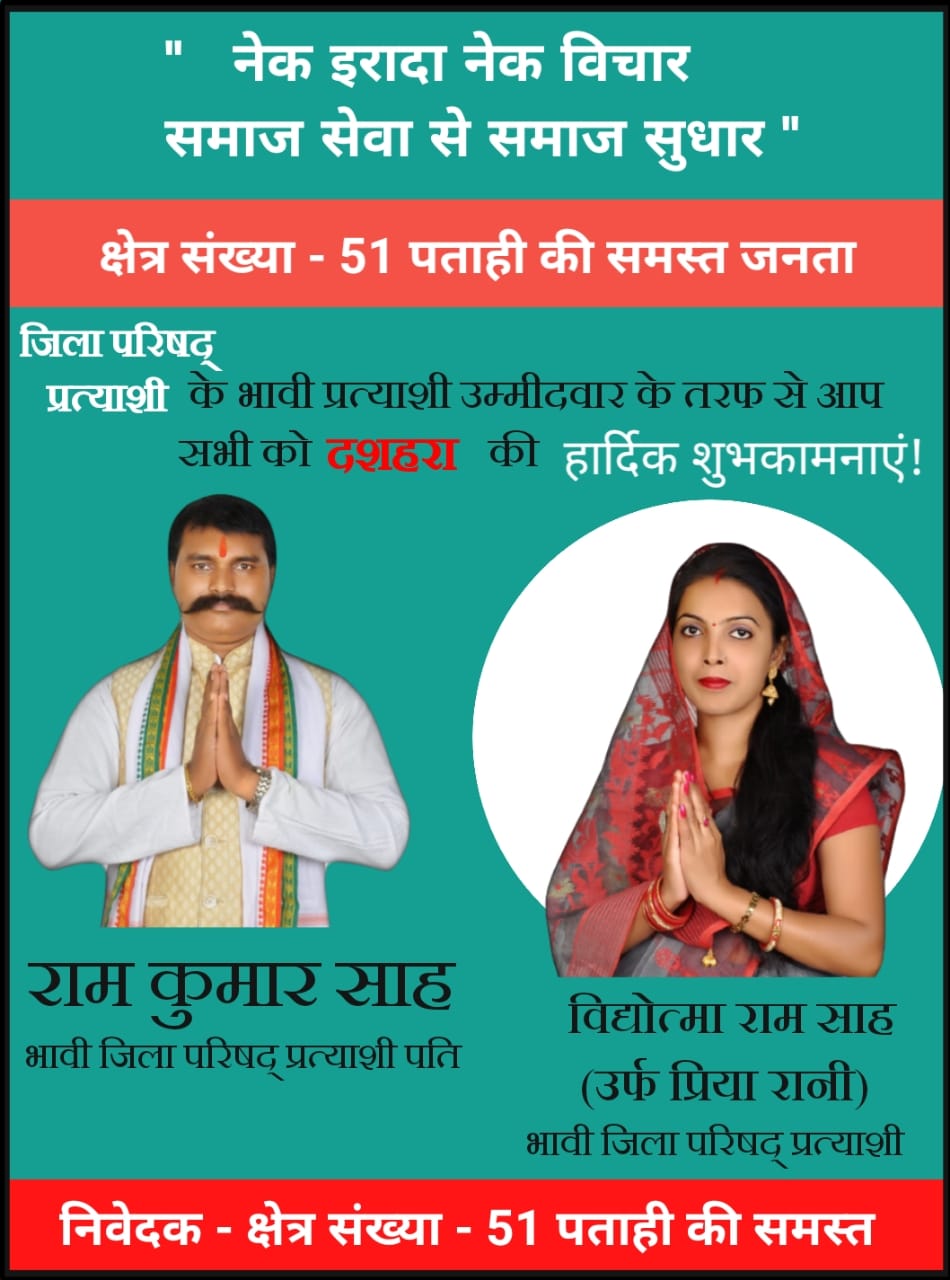 " नेक इरादा नेक विचार
समाज सेवा से समाज सुधार "
क्षेत्र संख्या - 51 पताही की समस्त जनता
जिला परिषद्
प्रत्याशी के भावी प्रत्याशी उम्मीदवार के तरफ से आप
सभी को दशहरा की हार्दिक शुभकामनाएं!
राम कुमार साह
भावी जिला परिषद् प्रत्याशी पति
विद्योत्मा राम साह
(उर्फ प्रिया रानी)
भावी जिला परिषद् प्रत्याशी
निवेदक - क्षेत्र संख्या - 51 पताही की समस्त